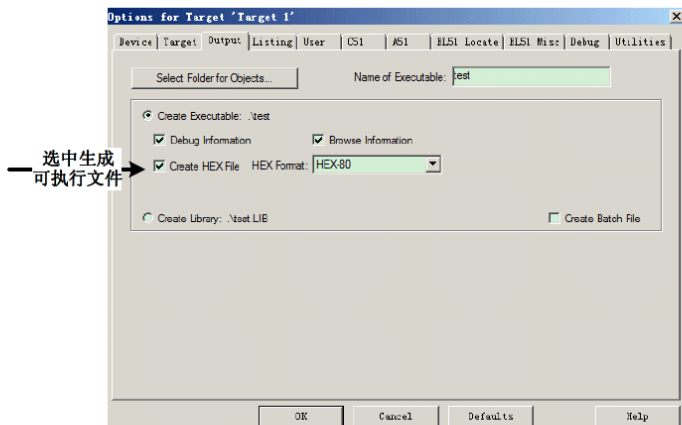 Options for Target 'Target 1'
Device Target Output Listing User C51 A51 BL51 Locate BL51 Misc Debug Utilities
Select Folder for Objects... Name of Executable: test
Create Executable: .\test
Debug Information Browse Information
选中生成
可执行文件
Create HEX File HEX Format: HEX-80
Create Library: .\test.LIB Create Batch File
OK Cancel Defaults Help